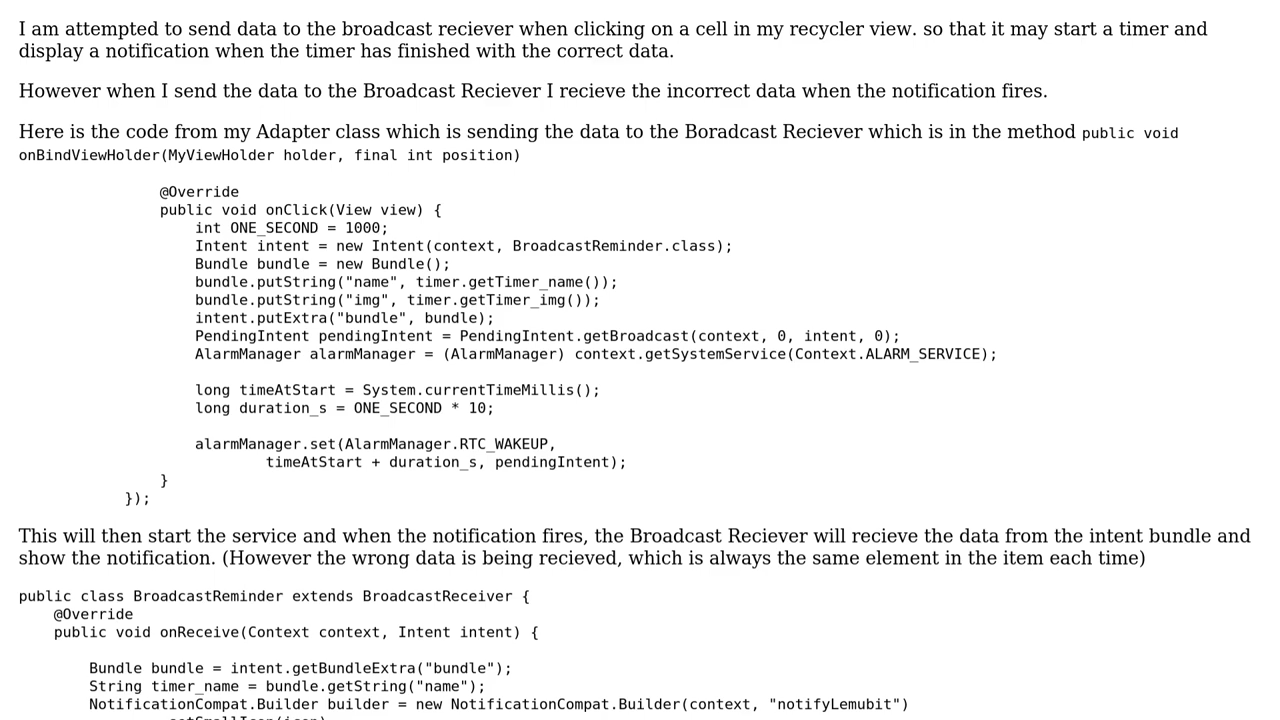 I am attempted to send data to the broadcast reciever when clicking on a cell in my recycler view. so that it may start a timer and
display a notification when the timer has finished with the correct data.
However when I send the data to the Broadcast Reciever I recieve the incorrect data when the notification fires.
Here is the code from my Adapter class which is sending the data to the Boradcast Reciever which is in the method public void
onBindViewHolder(MyViewHolder holder, final int position)
@Override
public void onClick(View view) {
int ONE_SECOND = 1000;
Intent intent = new Intent(context, BroadcastReminder.class);
Bundle bundle = new Bundle();
bundle.putString("name", timer.getTimer_name());
bundle.putString("img", timer.getTimer_img());
intent.putExtra("bundle", bundle);
PendingIntent pendingIntent = PendingIntent.getBroadcast(context, 0, intent, 0);
AlarmManager alarmManager = (AlarmManager) context.getSystemService(Context.ALARM_SERVICE);
long timeAtStart = System.currentTimeMillis();
long duration_s = ONE_SECOND * 10;
alarmManager.set(AlarmManager.RTC_WAKEUP,
timeAtStart + duration_s, pendingIntent);
}
});
This will then start the service and when the notification fires, the Broadcast Reciever will recieve the data from the intent bundle and
show the notification. (However the wrong data is being recieved, which is always the same element in the item each time)
public class BroadcastReminder extends BroadcastReceiver {
@Override
public void onReceive(Context context, Intent intent) {
Bundle bundle = intent.getBundleExtra("bundle");
String timer_name = bundle.getString("name");
NotificationCompat.Builder builder = new NotificationCompat.Builder(context, "notifyLemubit")